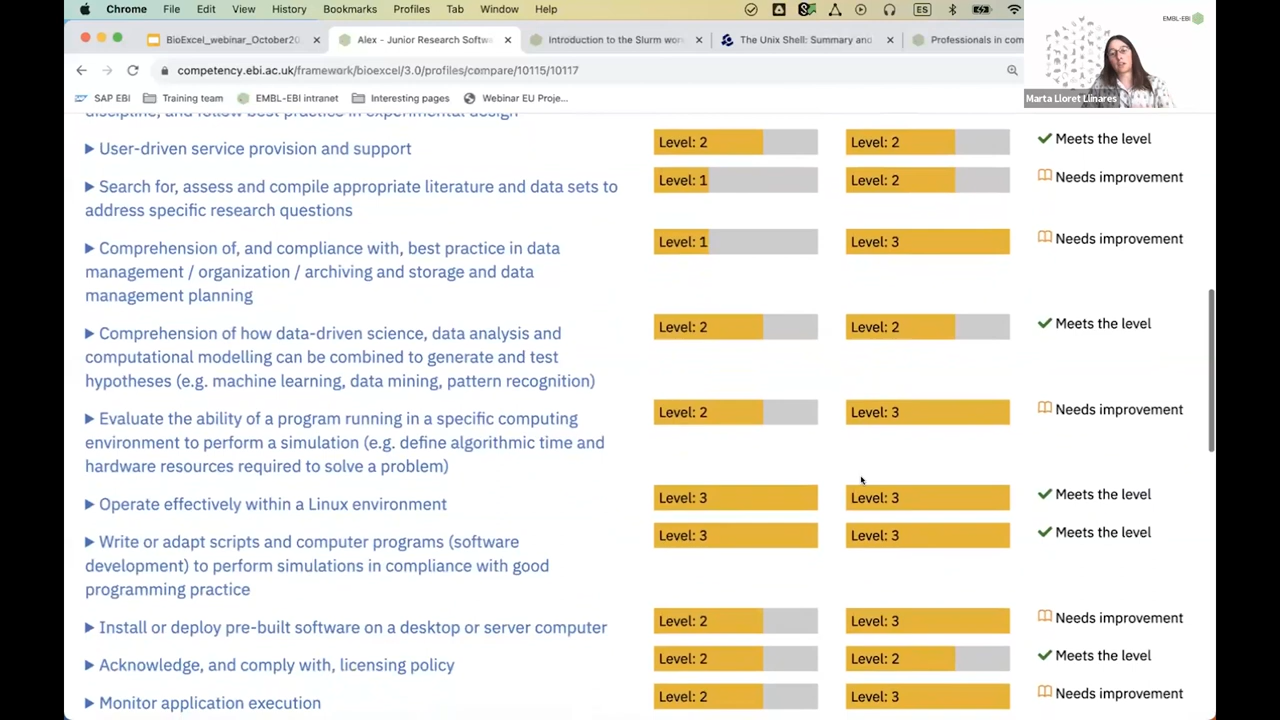 Chrome File Edit View History Bookmarks Profiles Tab Window Help
ES
EMBL-EBI
BioExcel_webinar_October20
Alex - Junior Research Softw
Introduction to the Slurm wor
The Unix Shell: Summary and
Professionals in com
competency.ebi.ac.uk/framework/bioexcel/3.0/profiles/compare/10115/10117
SAP EBI Training team EMBL-EBI intranet Interesting pages Webinar EU Proje...
Marta Lloret Llinares
discipline, and follow best practice in experimental design
User-driven service provision and support
Level: 2 Level: 2 Meets the level
Search for, assess and compile appropriate literature and data sets to
address specific research questions
Level: 1 Level: 2 Needs improvement
Comprehension of, and compliance with, best practice in data
management / organization / archiving and storage and data
management planning
Level: 1 Level: 3 Needs improvement
Comprehension of how data-driven science, data analysis and
computational modelling can be combined to generate and test
hypotheses (e.g. machine learning, data mining, pattern recognition)
Level: 2 Level: 2 Meets the level
Evaluate the ability of a program running in a specific computing
environment to perform a simulation (e.g. define algorithmic time and
hardware resources required to solve a problem)
Level: 2 Level: 3 Needs improvement
Operate effectively within a Linux environment
Level: 3 Level: 3 Meets the level
Write or adapt scripts and computer programs (software
development) to perform simulations in compliance with good
programming practice
Level: 3 Level: 3 Meets the level
Install or deploy pre-built software on a desktop or server computer
Level: 2 Level: 3 Needs improvement
Acknowledge, and comply with, licensing policy
Level: 2 Level: 2 Meets the level
Monitor application execution
Level: 2 Level: 3 Needs improvement